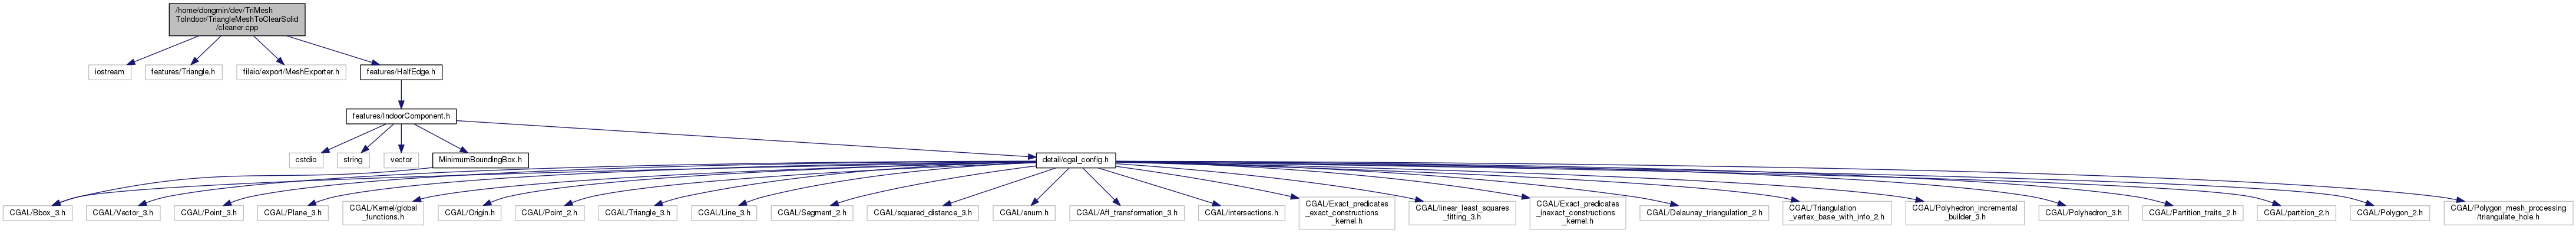 /home/dongmin/dev/TriMesh
ToIndoor/TriangleMeshToClearSolid
/cleaner.cpp
iostream
features/Triangle.h
fileio/export/MeshExporter.h
features/HalfEdge.h
features/IndoorComponent.h
cstdio
string
vector
MinimumBoundingBox.h
detail/cgal_config.h
CGAL/Bbox_3.h
CGAL/Vector_3.h
CGAL/Point_3.h
CGAL/Plane_3.h
CGAL/Kernel/global
_functions.h
CGAL/Origin.h
CGAL/Point_2.h
CGAL/Triangle_3.h
CGAL/Line_3.h
CGAL/Segment_2.h
CGAL/squared_distance_3.h
CGAL/enum.h
CGAL/Aff_transformation_3.h
CGAL/intersections.h
CGAL/Exact_predicates
_exact_constructions
_kernel.h
CGAL/linear_least_squares
_fitting_3.h
CGAL/Exact_predicates
_inexact_constructions
_kernel.h
CGAL/Delaunay_triangulation_2.h
CGAL/Triangulation
_vertex_base_with_info_2.h
CGAL/Polyhedron_incremental
_builder_3.h
CGAL/Polyhedron_3.h
CGAL/Partition_traits_2.h
CGAL/partition_2.h
CGAL/Polygon_2.h
CGAL/Polygon_mesh_processing
/triangulate_hole.h